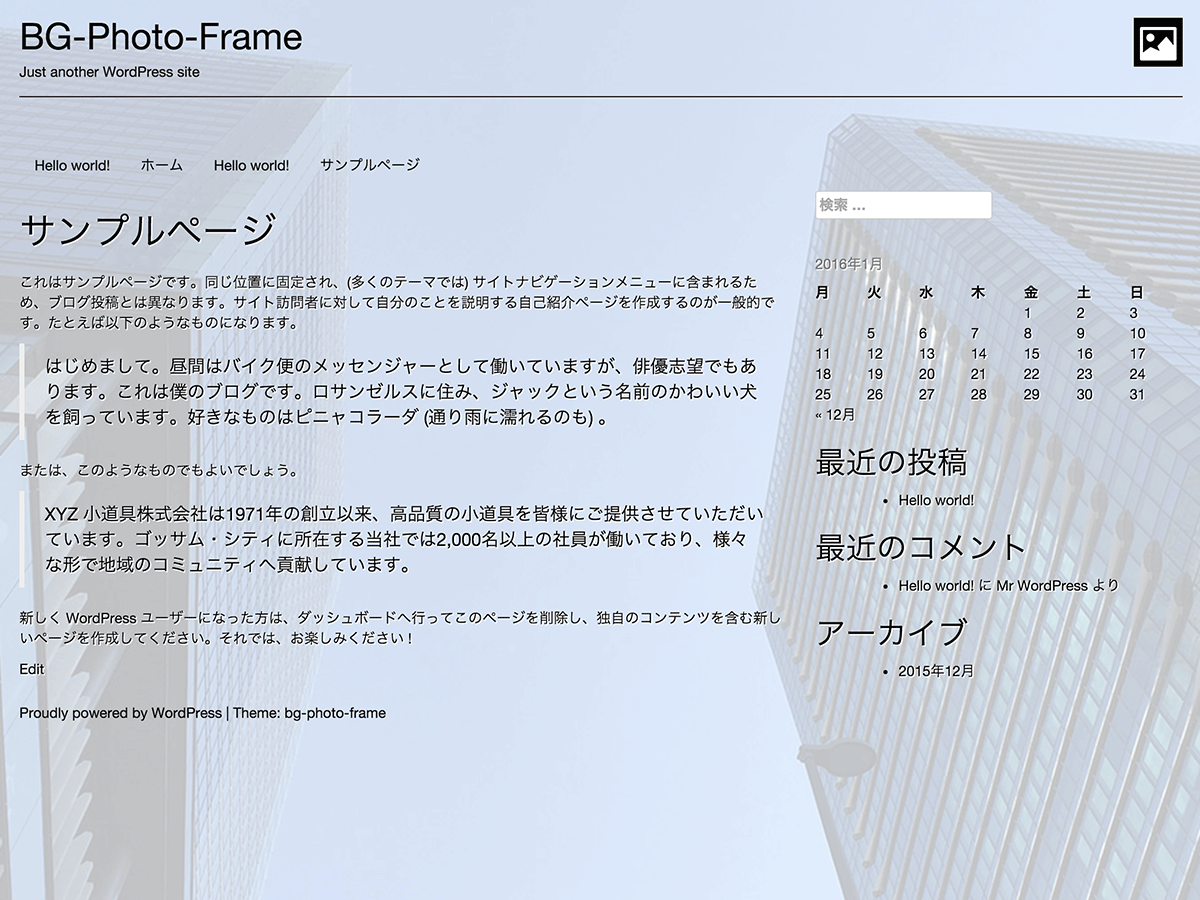 BG-Photo-Frame
Just another WordPress site
Hello world! ホーム Hello world! サンプルページ
サンプルページ
これはサンプルページです。同じ位置に固定され、(多くのテーマでは) サイトナビゲーションメニューに含まれるた
め、ブログ投稿とは異なります。サイト訪問者に対して自分のことを説明する自己紹介ページを作成するのが一般的で
す。たとえば以下のようなものになります。
はじめまして。昼間はバイク便のメッセンジャーとして働いていますが、俳優志望でもあ
ります。これは僕のブログです。ロサンゼルスに住み、ジャックという名前のかわいい犬
を飼っています。好きなものはピニャコラーダ (通り雨に濡れるのも) 。
または、このようなものでもよいでしょう。
XYZ 小道具株式会社は1971年の創立以来、高品質の小道具を皆様にご提供させていただい
ています。ゴッサム・シティに所在する当社では2,000名以上の社員が働いており、様々
な形で地域のコミュニティへ貢献しています。
新しく WordPress ユーザーになった方は、ダッシュボードへ行ってこのページを削除し、独自のコンテンツを含む新し
いページを作成してください。それでは、お楽しみください !
Edit
Proudly powered by WordPress | Theme: bg-photo-frame
検索 ...
2016年1月
月 火 水 木 金 土 日
1 2 3
4 5 6 7 8 9 10
11 12 13 14 15 16 17
18 19 20 21 22 23 24
25 26 27 28 29 30 31
« 12月
最近の投稿
• Hello world!
最近のコメント
• Hello world! に Mr WordPress より
アーカイブ
• 2015年12月